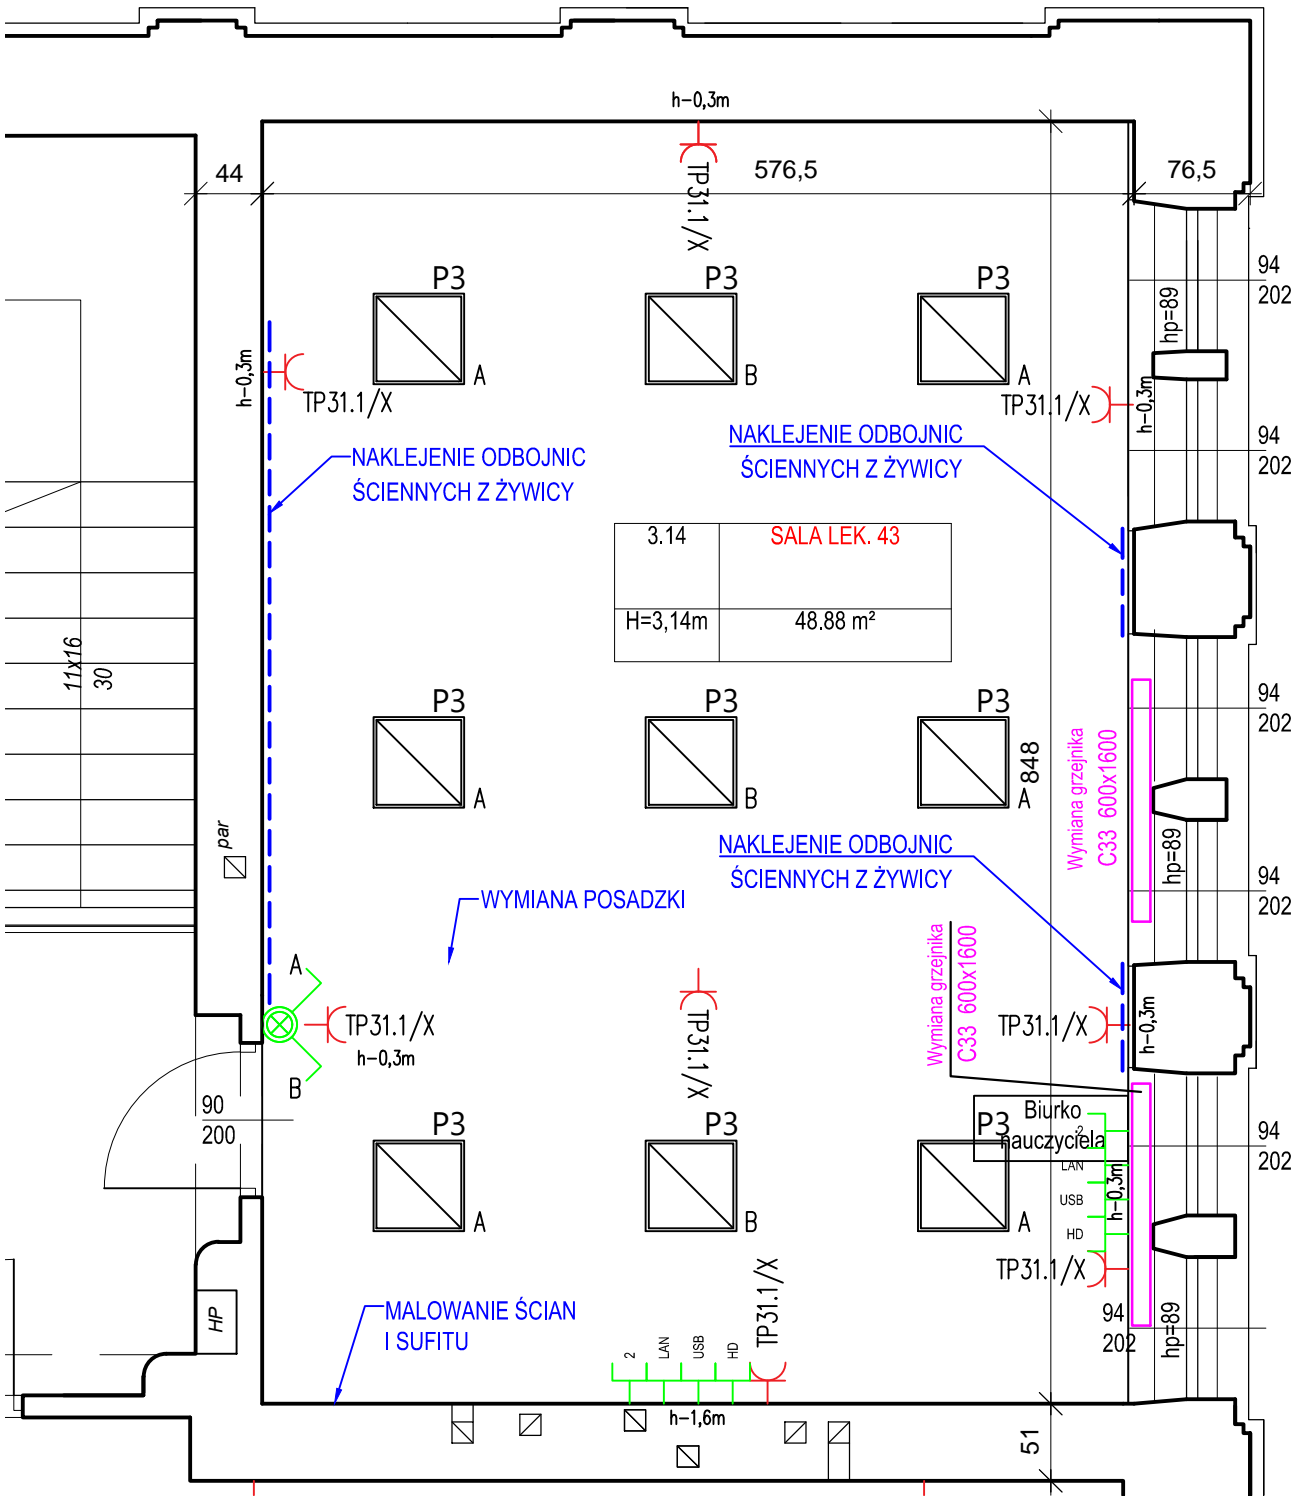 h-0,3m
44
576,5
76,5
TP31.1/X
P3
P3
P3
94
202
hp=89
A
B
A
h-0,3m
TP31.1/X
TP31.1/X
h-0,3m
94
202
NAKLEJENIE ODBOJNIC
ŚCIENNYCH Z ŻYWICY
NAKLEJENIE ODBOJNIC
ŚCIENNYCH Z ŻYWICY
3.14
SALA LEK. 43
H=3,14m
48.88 m²
11x16
30
P3
P3
P3
94
202
848
Wymiana grzejnika
C33 600x1600
A
B
A
par
NAKLEJENIE ODBOJNIC
ŚCIENNYCH Z ŻYWICY
hp=89
94
202
WYMIANA POSADZKI
Wymiana grzejnika
C33 600x1600
A
TP31.1/X
h-0,3m
B
TP31.1/X
TP31.1/X
h-0,3m
90
200
P3
P3
P3
Biurko
nauczyciela
94
202
2
LAN
USB
HD
h-0,3m
A
B
A
TP31.1/X
TP31.1/X
HP
MALOWANIE ŚCIAN
I SUFITU
94
202
hp=89
2
LAN
USB
HD
h-1,6m
51